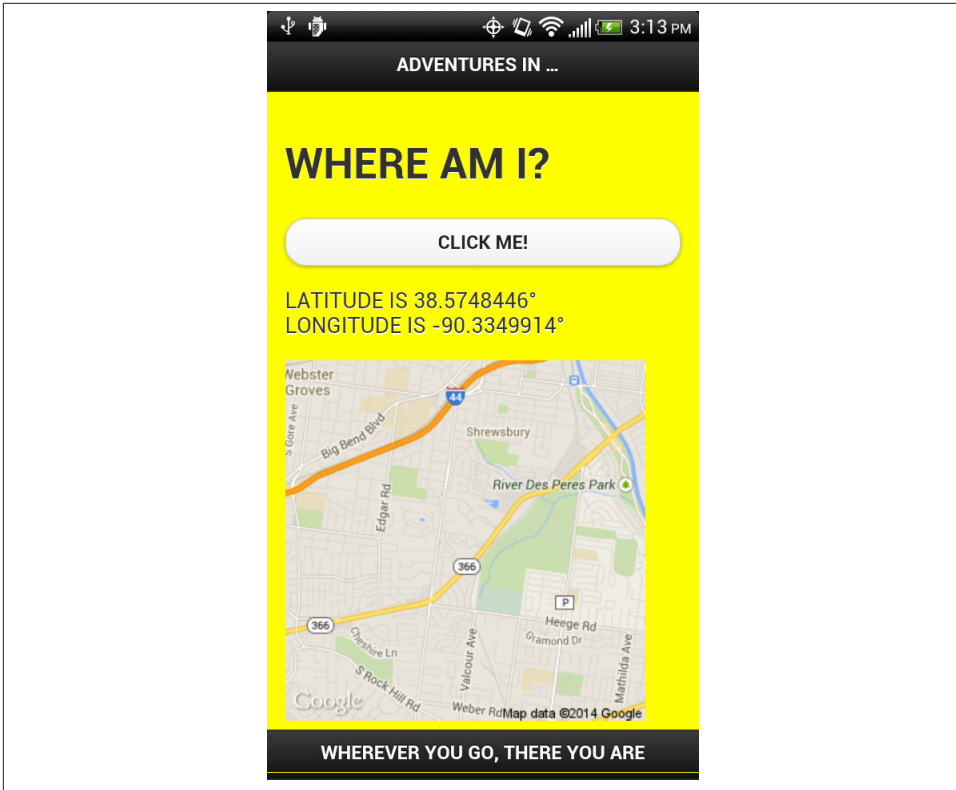 3:13 PM
ADVENTURES IN ...
WHERE AM I?
CLICK ME!
LATITUDE IS 38.5748446°
LONGITUDE IS -90.3349914°
Webster
Groves
44
S Gore Ave
Big Bend Blvd
Shrewsbury
Edgar Rd
River Des Peres Park
366
P
366
Heege Rd
Gramond Dr
Cheshire Ln
S Rock Hill Rd
Valcour Ave
Mathilda Ave
Google
Weber Rd
Map data ©2014 Google
WHEREVER YOU GO, THERE YOU ARE